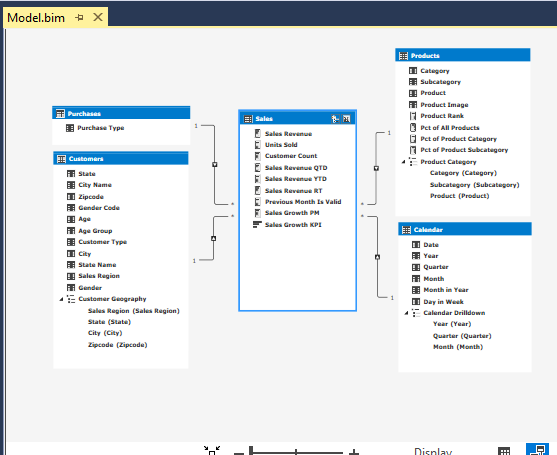 Model.bim
Purchases
Purchase Type
Customers
State
City Name
Zipcode
Gender Code
Age
Age Group
Customer Type
City
State Name
Sales Region
Gender
Customer Geography
Sales Region (Sales Region)
State (State)
City (City)
Zipcode (Zipcode)
1
1
Sales
Sales Revenue
Units Sold
Customer Count
Sales Revenue QTD
Sales Revenue YTD
Sales Revenue RT
Previous Month Is Valid
Sales Growth PM
Sales Growth KPI
*
*
*
*
1
1
Products
Category
Subcategory
Product
Product Image
Product Rank
Pct of All Products
Pct of Product Category
Pct of Product Subcategory
Product Category
Category (Category)
Subcategory (Subcategory)
Product (Product)
Calendar
Date
Year
Quarter
Month
Month in Year
Day in Week
Calendar Drilldown
Year (Year)
Quarter (Quarter)
Month (Month)
Display